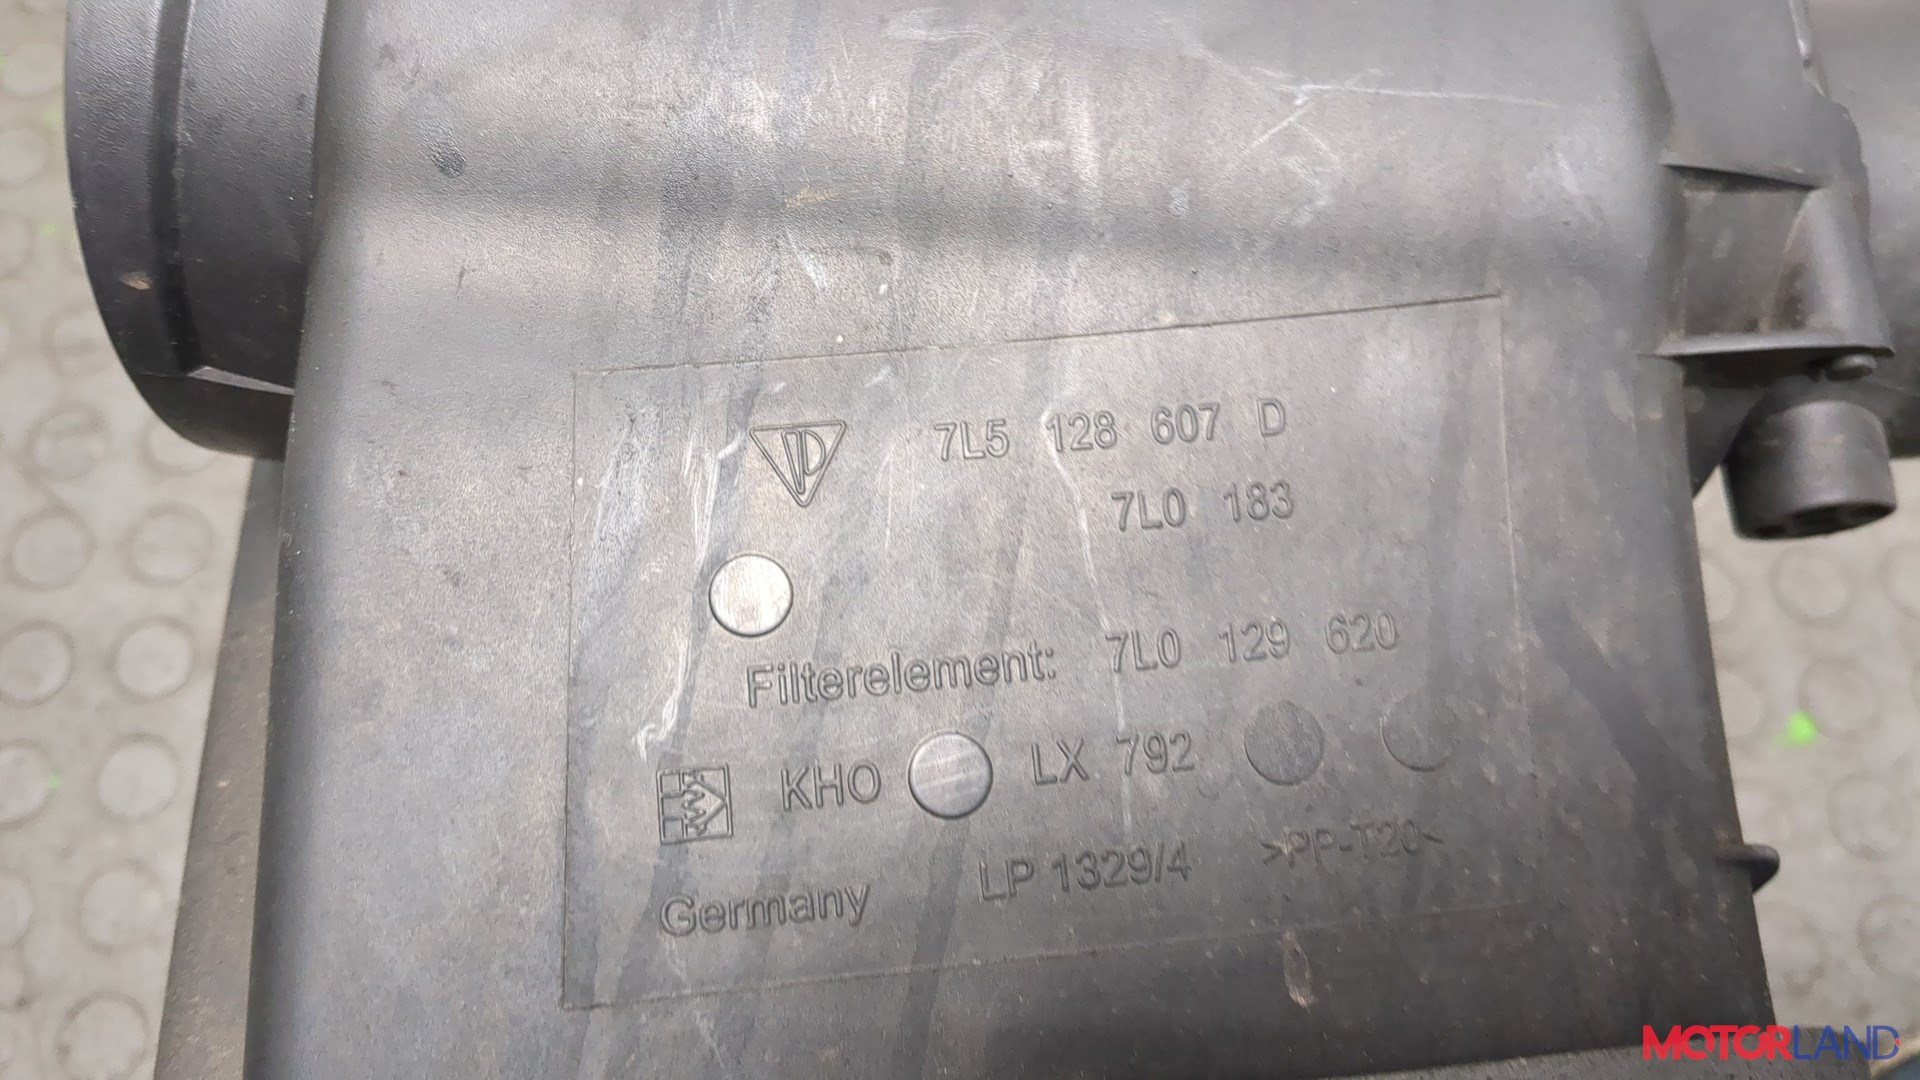 7L5 128 607 D
7L0 183
Filterelement: 7L0 129 620
KHO LX 792
Germany LP 1329/4 >PP-T20<
MOTORLAND